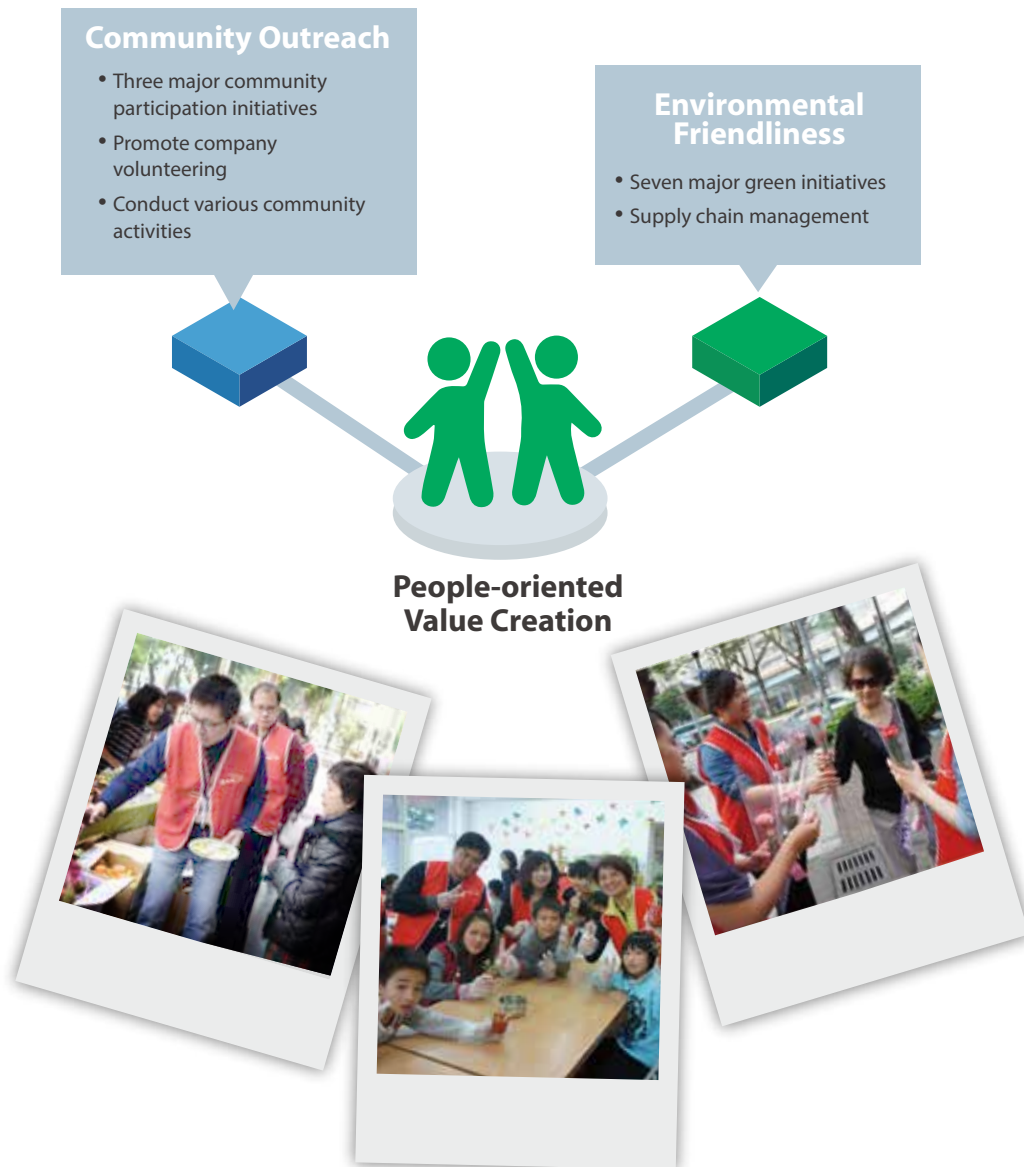 Community Outreach
• Three major community
participation initiatives
• Promote company
volunteering
• Conduct various community
activities
Environmental
Friendliness
• Seven major green initiatives
• Supply chain management
People-oriented
Value Creation